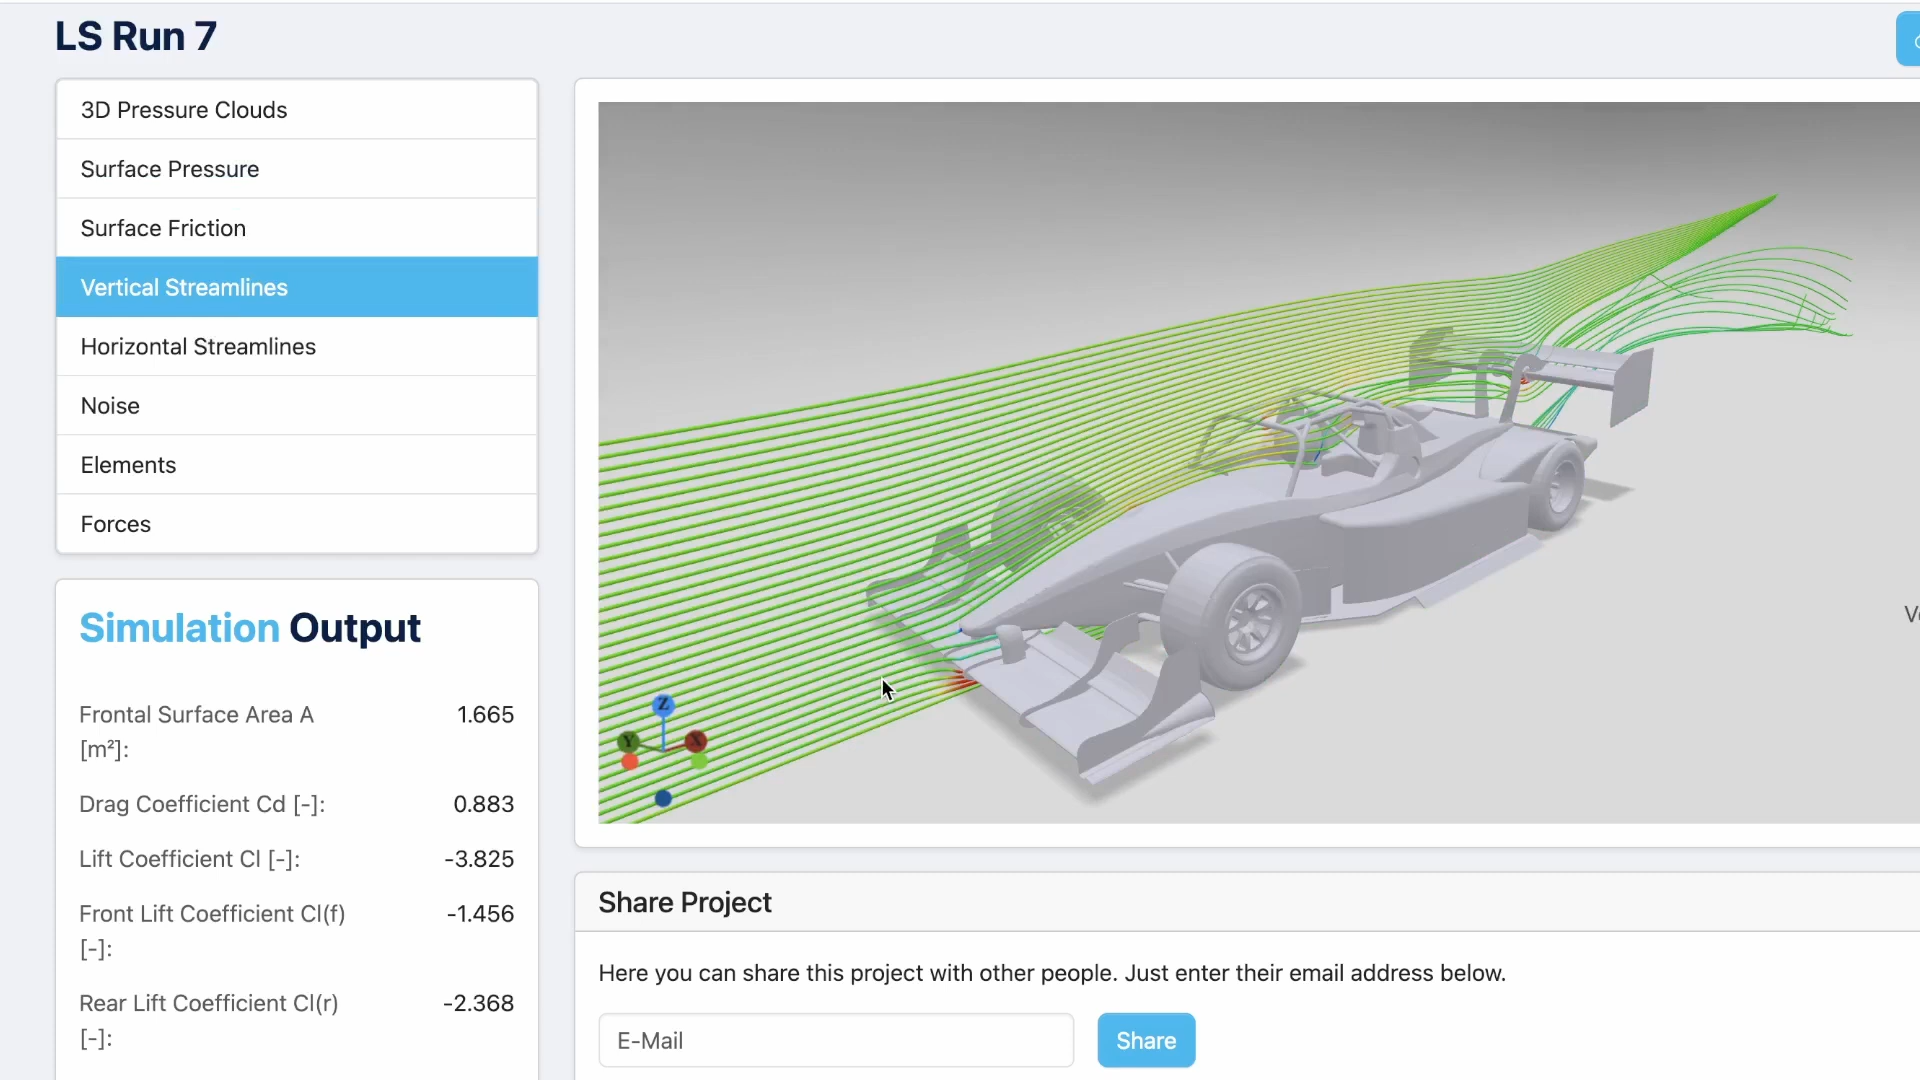 LS Run 7
3D Pressure Clouds
Surface Pressure
Surface Friction
Vertical Streamlines
Horizontal Streamlines
Noise
Elements
Forces
Simulation Output
Frontal Surface Area A 1.665
[m²]:
Drag Coefficient Cd [-]: 0.883
Lift Coefficient Cl [-]: -3.825
Front Lift Coefficient Cl(f) -1.456
[-]:
Rear Lift Coefficient Cl(r) -2.368
[-]:
Z
Y X
Share Project
Here you can share this project with other people. Just enter their email address below.
E-Mail
Share